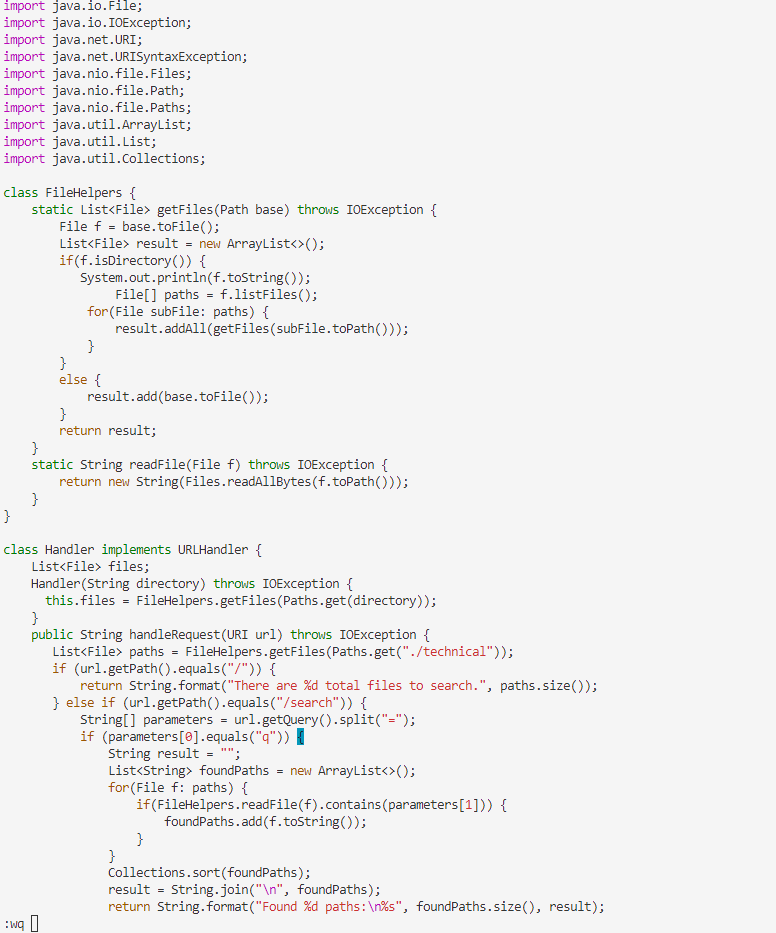 import java.io.File;
import java.io.IOException;
import java.net.URI;
import java.net.URISyntaxException;
import java.nio.file.Files;
import java.nio.file.Path;
import java.nio.file.Paths;
import java.util.ArrayList;
import java.util.List;
import java.util.Collections;

class FileHelpers {
    static List<File> getFiles(Path base) throws IOException {
        File f = base.toFile();
        List<File> result = new ArrayList<>();
        if(f.isDirectory()) {
           System.out.println(f.toString());
                File[] paths = f.listFiles();
            for(File subFile: paths) {
                result.addAll(getFiles(subFile.toPath()));
            }
        }
        else {
            result.add(base.toFile());
        }
        return result;
    }
    static String readFile(File f) throws IOException {
        return new String(Files.readAllBytes(f.toPath()));
    }
}

class Handler implements URLHandler {
    List<File> files;
    Handler(String directory) throws IOException {
      this.files = FileHelpers.getFiles(Paths.get(directory));
    }
    public String handleRequest(URI url) throws IOException {
       List<File> paths = FileHelpers.getFiles(Paths.get("./technical"));
       if (url.getPath().equals("/")) {
           return String.format("There are %d total files to search.", paths.size());
       } else if (url.getPath().equals("/search")) {
           String[] parameters = url.getQuery().split("=");
           if (parameters[0].equals("q")) {
               String result = "";
               List<String> foundPaths = new ArrayList<>();
               for(File f: paths) {
                   if(FileHelpers.readFile(f).contains(parameters[1])) {
                       foundPaths.add(f.toString());
                   }
               }
               Collections.sort(foundPaths);
               result = String.join("\n", foundPaths);
               return String.format("Found %d paths:\n%s", foundPaths.size(), result);
:wq